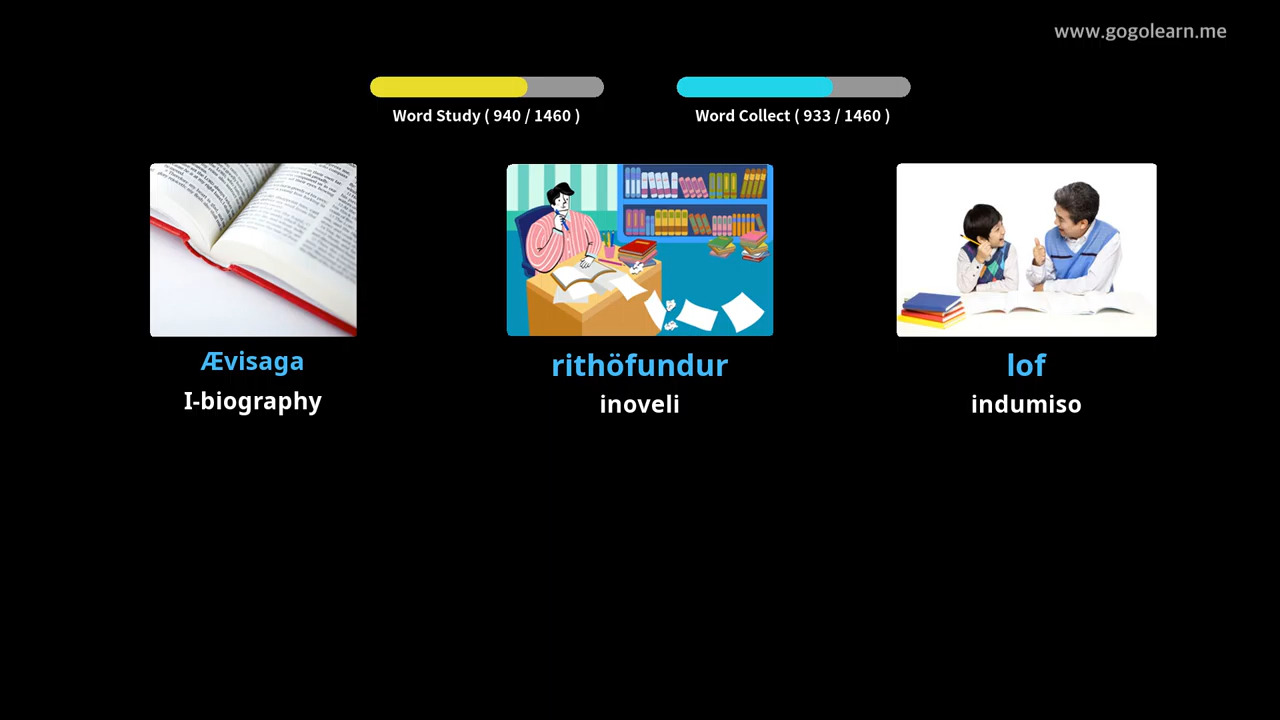 www.gogolearn.me
Word Study ( 940 / 1460 )
Word Collect ( 933 / 1460 )
Ævisaga
I-biography
rithöfundur
inoveli
lof
indumiso